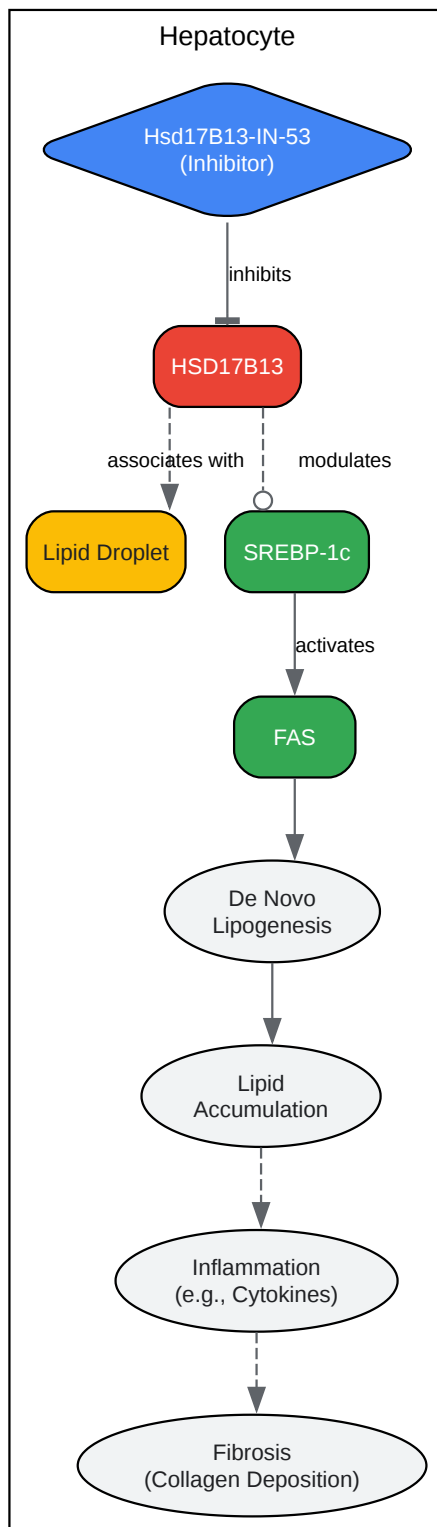 Hepatocyte
Hsd17B13-IN-53
(Inhibitor)
inhibits
HSD17B13
associates with
modulates
Lipid Droplet
SREBP-1c
activates
FAS
De Novo
Lipogenesis
Lipid
Accumulation
Inflammation
(e.g., Cytokines)
Fibrosis
(Collagen Deposition)